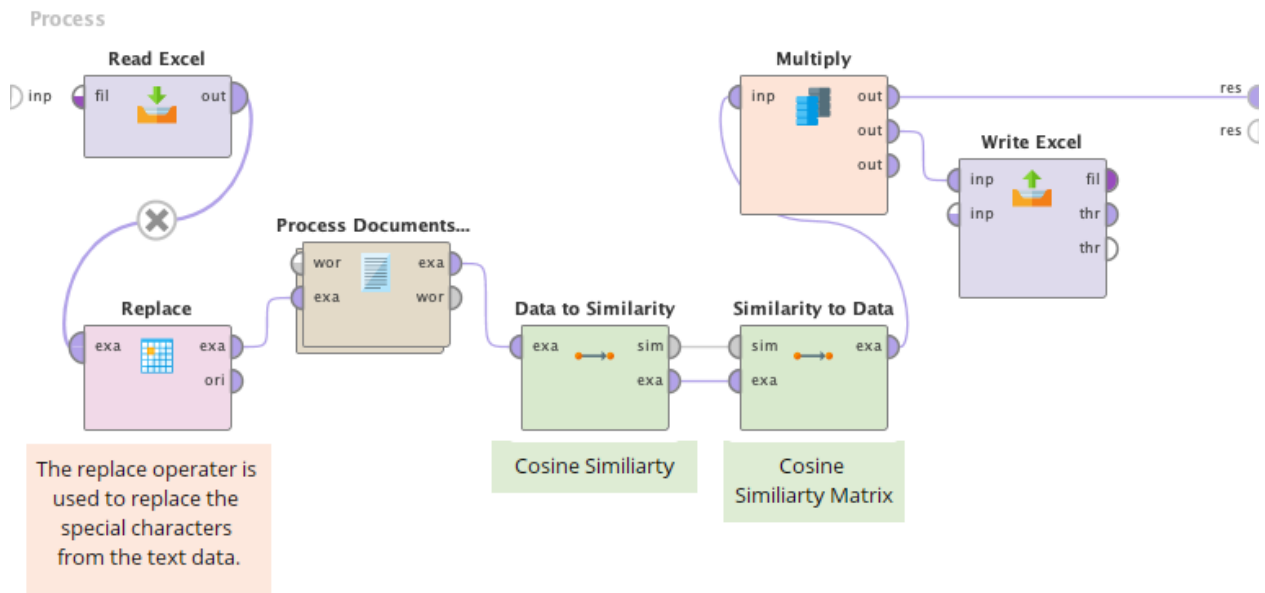 Process
Read Excel
inp
fil
out
Multiply
inp
out
out
out
res
res
Write Excel
inp
fil
inp
thr
thr
Process Documents...
wor
exa
exa
wor
Replace
exa
exa
ori
Data to Similarity
exa
sim
exa
Similarity to Data
sim
exa
exa
The replace operater is
used to replace the
special characters
from the text data.
Cosine Similiarty
Cosine
Similiarty Matrix